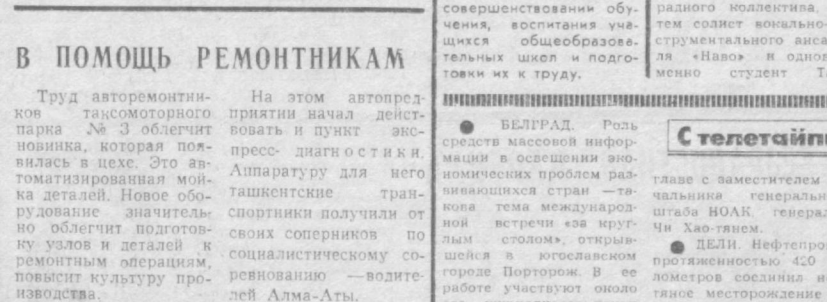 В ПОМОЩЬ РЕМОНТНИКАМ
Труд авторемонтни-
ков таксомоторного
парка № 3 облегчит
новинка, которая поя-
вилась в цехе. Это ав-
томатизированная мой-
ка деталей. Новое обо-
рудование значитель-
но облегчит подготов-
ку узлов и деталей к
ремонтным операциям,
повысит культуру про-
изводства.
На этом автопред-
приятии начал дейст-
вовать и пункт экс-
пресс- диагностики.
Аппаратуру для него
ташкентские тран-
спортники получили от
своих соперников по
социалистическому со-
ревнованию —водите-
лей Алма-Аты.
совершенствовании обу-
чения, воспитания уча-
щихся общеобразова-
тельных школ и подго-
товки их к труду.
радного коллектива,
тем солист вокально-
струментального анса
ля «Наво» и однов
менно студент Т
● БЕЛГРАД. Роль
средств массовой инфор-
мации в освещении эко-
номических проблем раз-
вивающихся стран —та-
кова тема международ-
ной встречи «за круг-
лым столом», открыв-
шейся в югославском
городе Порторож. В ее
работе участвуют около
С телетайп
главе с заместителем
чальника генеральн
штаба НОАК генерал
Чи Хао-тянем.
● ДЕЛИ. Нефтепро
протяженностью 420
лометров соединил н
тяное месторождение